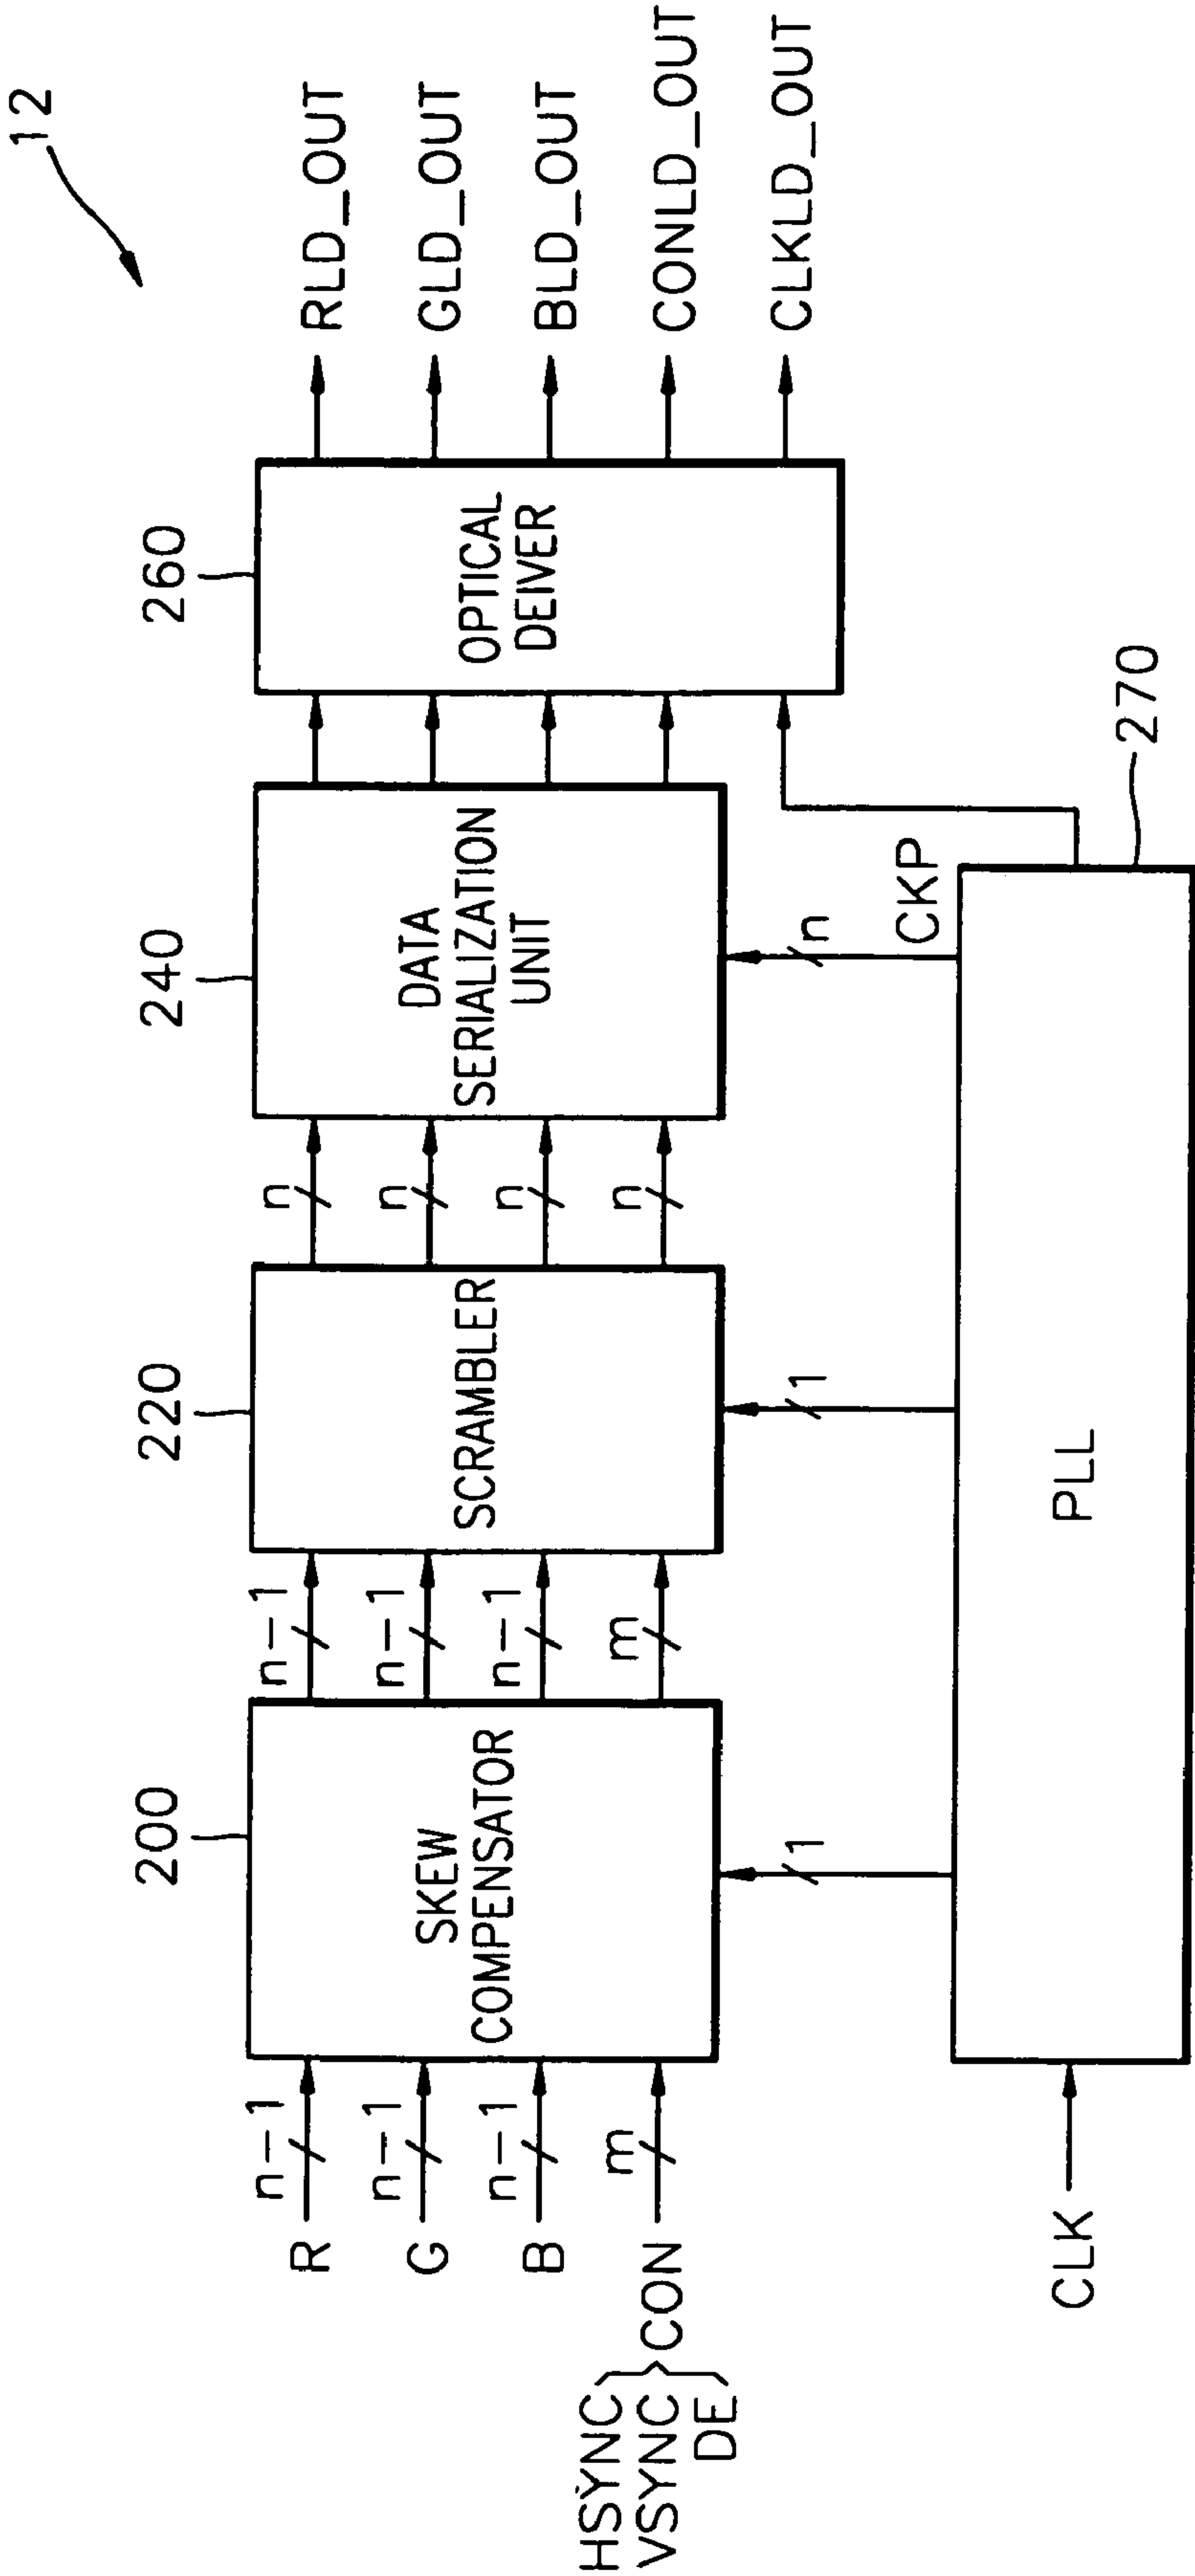 12
200
220
240
260
R
n-1
n-1
n
RLD_OUT
G
n-1
n-1
n
GLD_OUT
B
n-1
n-1
n
BLD_OUT
HSYNC
VSYNC
DE
CON
m
m
n
CONLD_OUT
CLKLD_OUT
SKEW
COMPENSATOR
SCRAMBLER
DATA
SERIALIZATION
UNIT
OPTICAL
DEIVER
1
1
n
CKP
CLK
PLL
270